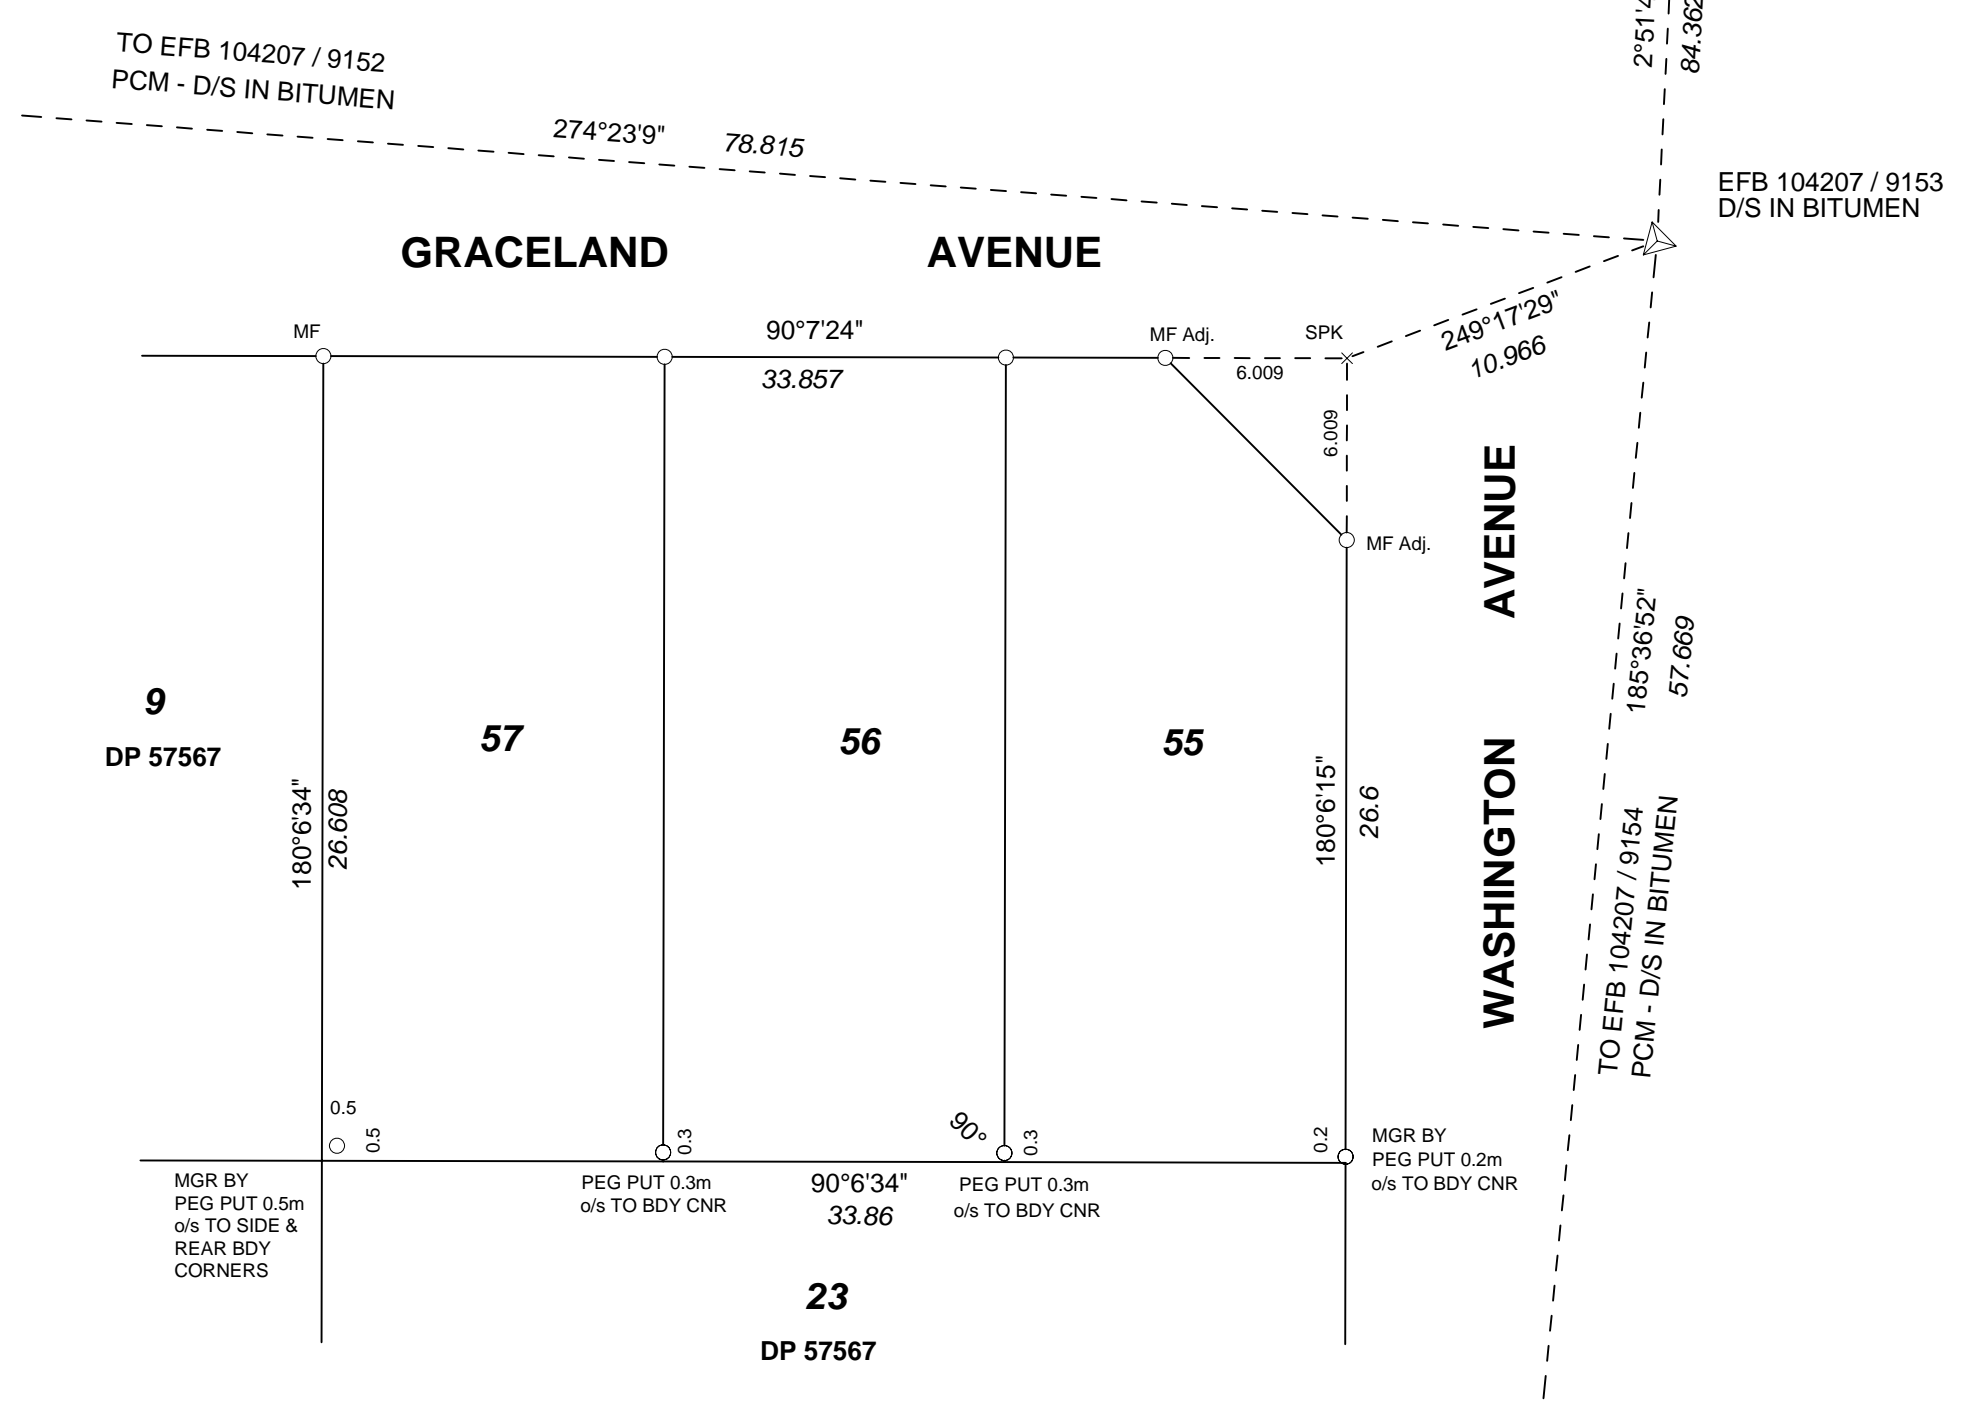 2°51'4
84.362
TO EFB 104207 / 9152
PCM - D/S IN BITUMEN
274°23'9"
78.815
EFB 104207 / 9153
D/S IN BITUMEN
GRACELAND AVENUE
MF
90°7'24"
33.857
MF Adj.
SPK
6.009
249°17'29"
10.966
6.009
MF Adj.
WASHINGTON AVENUE
185°36'52"
57.669
TO EFB 104207 / 9154
PCM - D/S IN BITUMEN
9
DP 57567
57
56
55
180°6'34"
26.608
180°6'15"
26.6
0.5
0.5
0.3
90°
0.3
0.2
MGR BY
PEG PUT 0.5m
o/s TO SIDE &
REAR BDY
CORNERS
PEG PUT 0.3m
o/s TO BDY CNR
90°6'34"
33.86
PEG PUT 0.3m
o/s TO BDY CNR
MGR BY
PEG PUT 0.2m
o/s TO BDY CNR
23
DP 57567